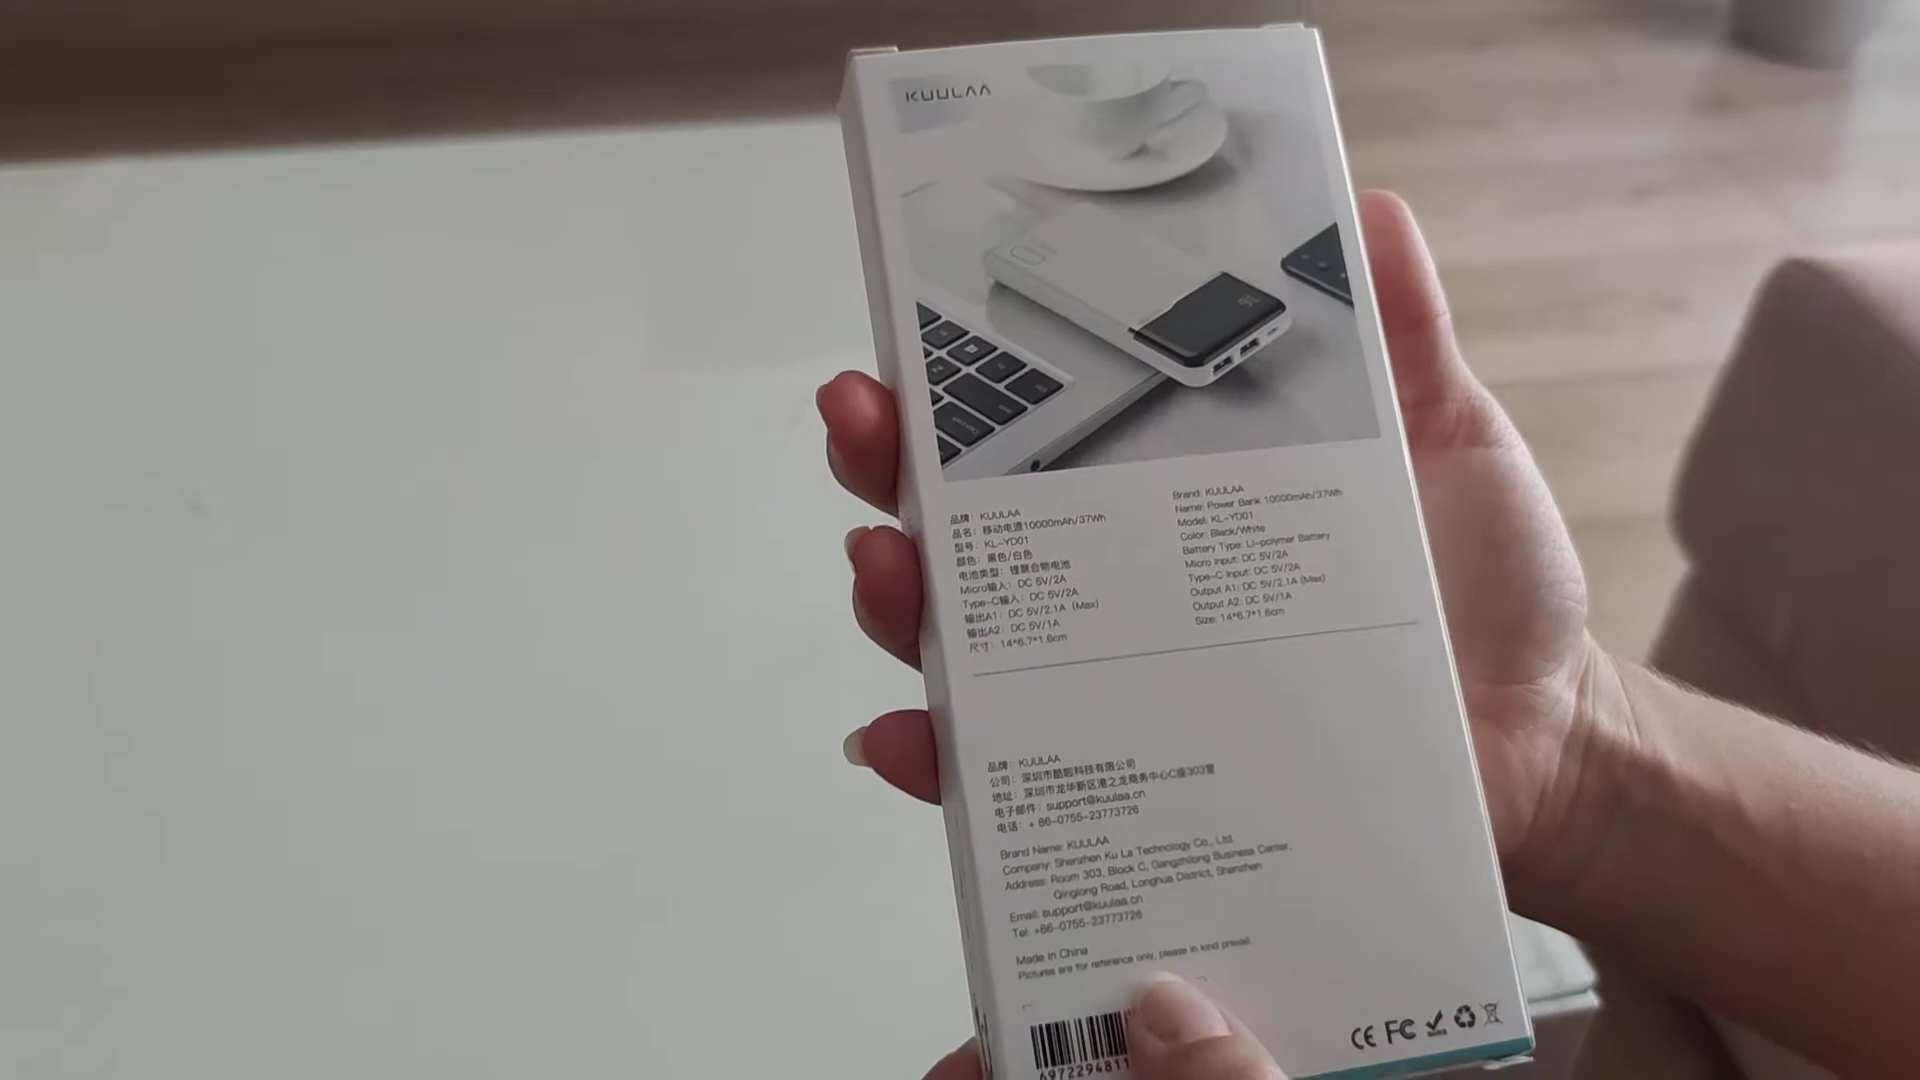 KUULAA
品牌：KUULAA
品名：移动电源10000mAh/37Wh
型号：KL-YD01
颜色：黑色/白色
电池类型：锂聚合物电池
Micro输入：DC 5V/2A
Type-C输入：DC 5V/2A
输出A1：DC 5V/2.1A (Max)
输出A2：DC 5V/1A
尺寸：14*6.7*1.6cm
Brand: KUULAA
Name: Power Bank 10000mAh/37Wh
Model: KL-YD01
Color: Black/White
Battery Type: Li-polymer Battery
Micro Input: DC 5V/2A
Type-C Input: DC 5V/2A
Output A1: DC 5V/2.1A (Max)
Output A2: DC 5V/1A
Size: 14*6.7*1.6cm
品牌：KUULAA
公司：深圳市酷啦科技有限公司
地址：深圳市龙华新区港之龙商务中心C座303室
电子邮件：support@kuulaa.cn
电话：+ 86-0755-23773726
Brand Name: KUULAA
Company: Shenzhen Ku La Technology Co., Ltd.
Address: Room 303, Block C, Gangzhilong Business Center,
Qinglong Road, Longhua District, Shenzhen
Email: support@kuulaa.cn
Tel: +86-0755-23773726
Made in China
Pictures are for reference only, please in kind prevail
CE FC RoHS
697229481